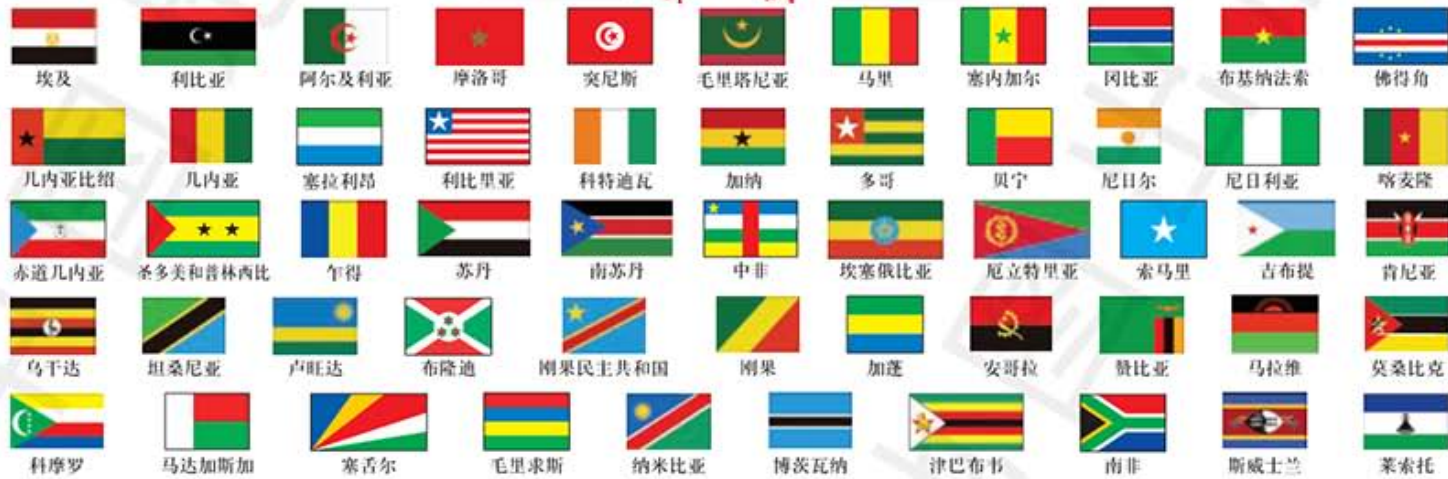 埃及 利比亚 阿尔及利亚 摩洛哥 突尼斯 毛里塔尼亚 马里 塞内加尔 冈比亚 布基纳法索 佛得角
几内亚比绍 几内亚 塞拉利昂 利比里亚 科特迪瓦 加纳 多哥 贝宁 尼日尔 尼日利亚 喀麦隆
赤道几内亚 圣多美和普林西比 乍得 苏丹 南苏丹 中非 埃塞俄比亚 厄立特里亚 索马里 吉布提 肯尼亚
乌干达 坦桑尼亚 卢旺达 布隆迪 刚果民主共和国 刚果 加蓬 安哥拉 赞比亚 马拉维 莫桑比克
科摩罗 马达加斯加 塞舌尔 毛里求斯 纳米比亚 博茨瓦纳 津巴布韦 南非 斯威士兰 莱索托